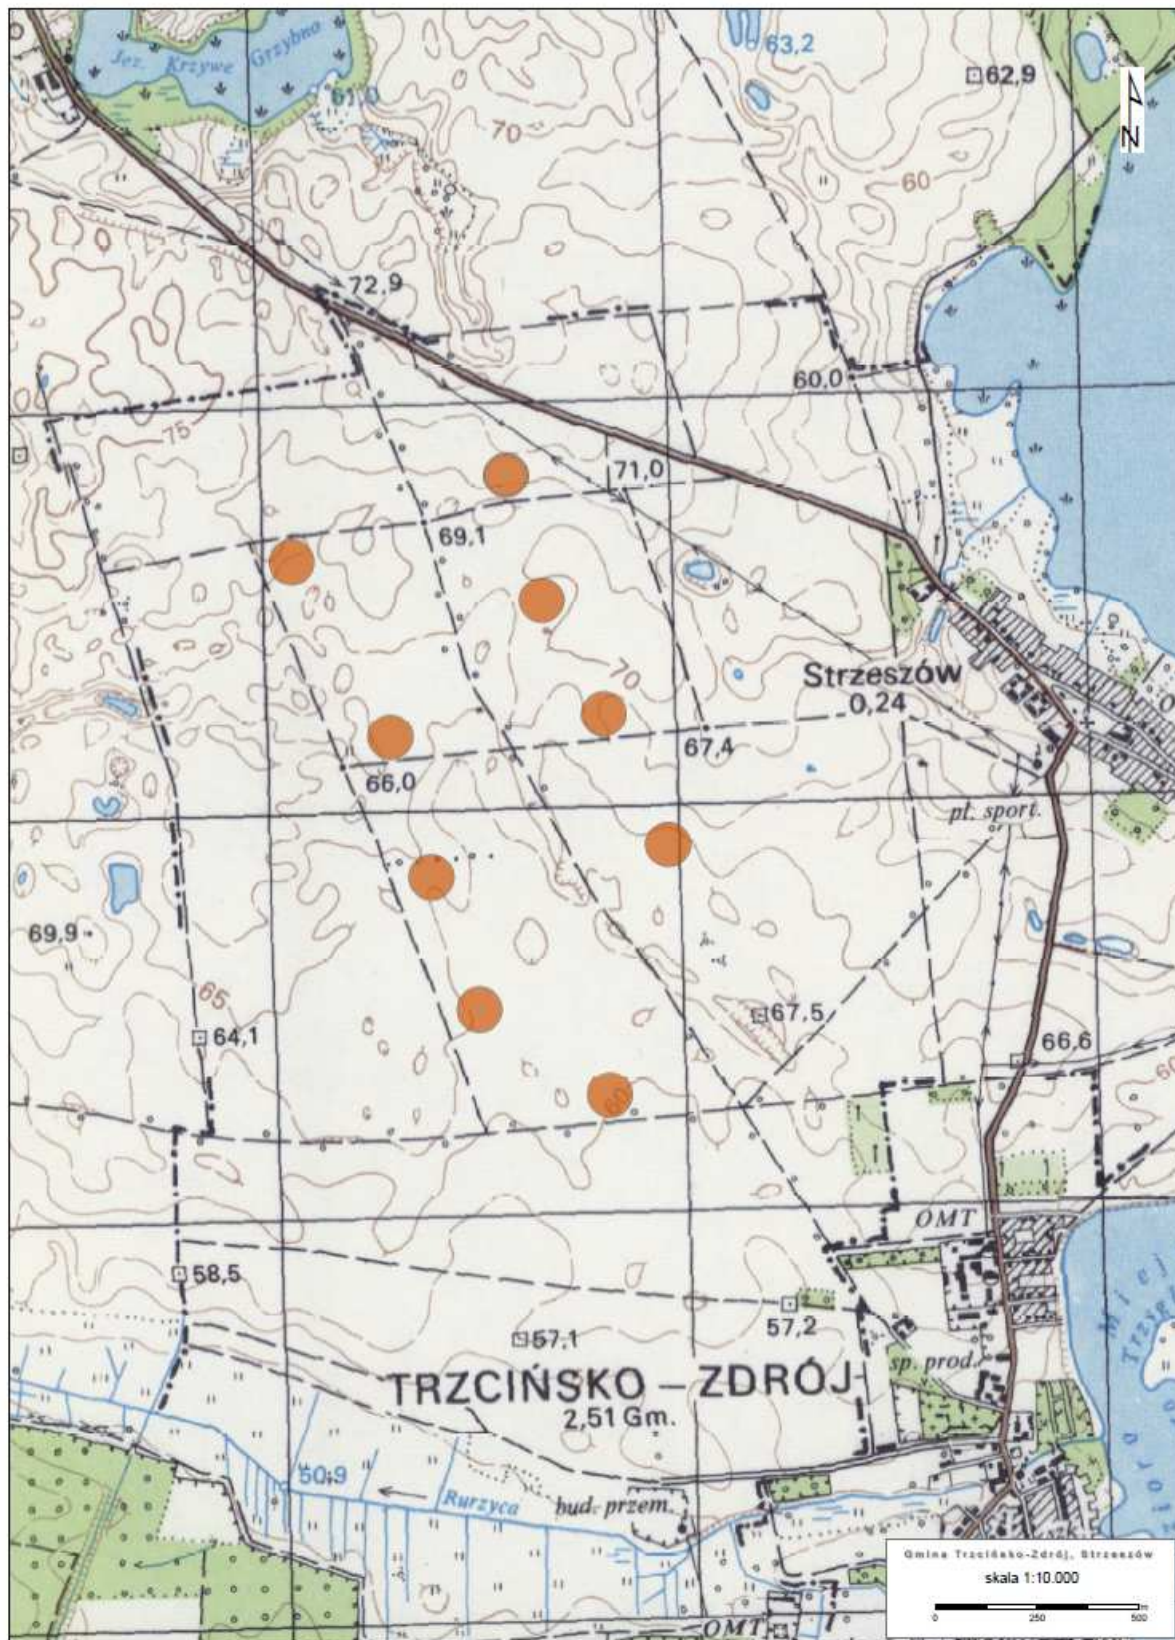 Jez. Krzywe Grzybno
63,2
62,9
61,0
70
60
72,9
60,0
75
71,0
69,1
70
Strzeszów
0,24
67,4
66,0
pł. sport.
69,9
65
64,1
67,5
66,6
60
60
OMT
58,5
57,2
57,1
sp. prod.
TRZCIŃSKO – ZDRÓJ
2,51 Gm.
50,9
Rurzyca
bud. przem.
Gmina Trzcińsko-Zdrój, Strzeszów
skala 1:10.000
0 250 500 m
OMT